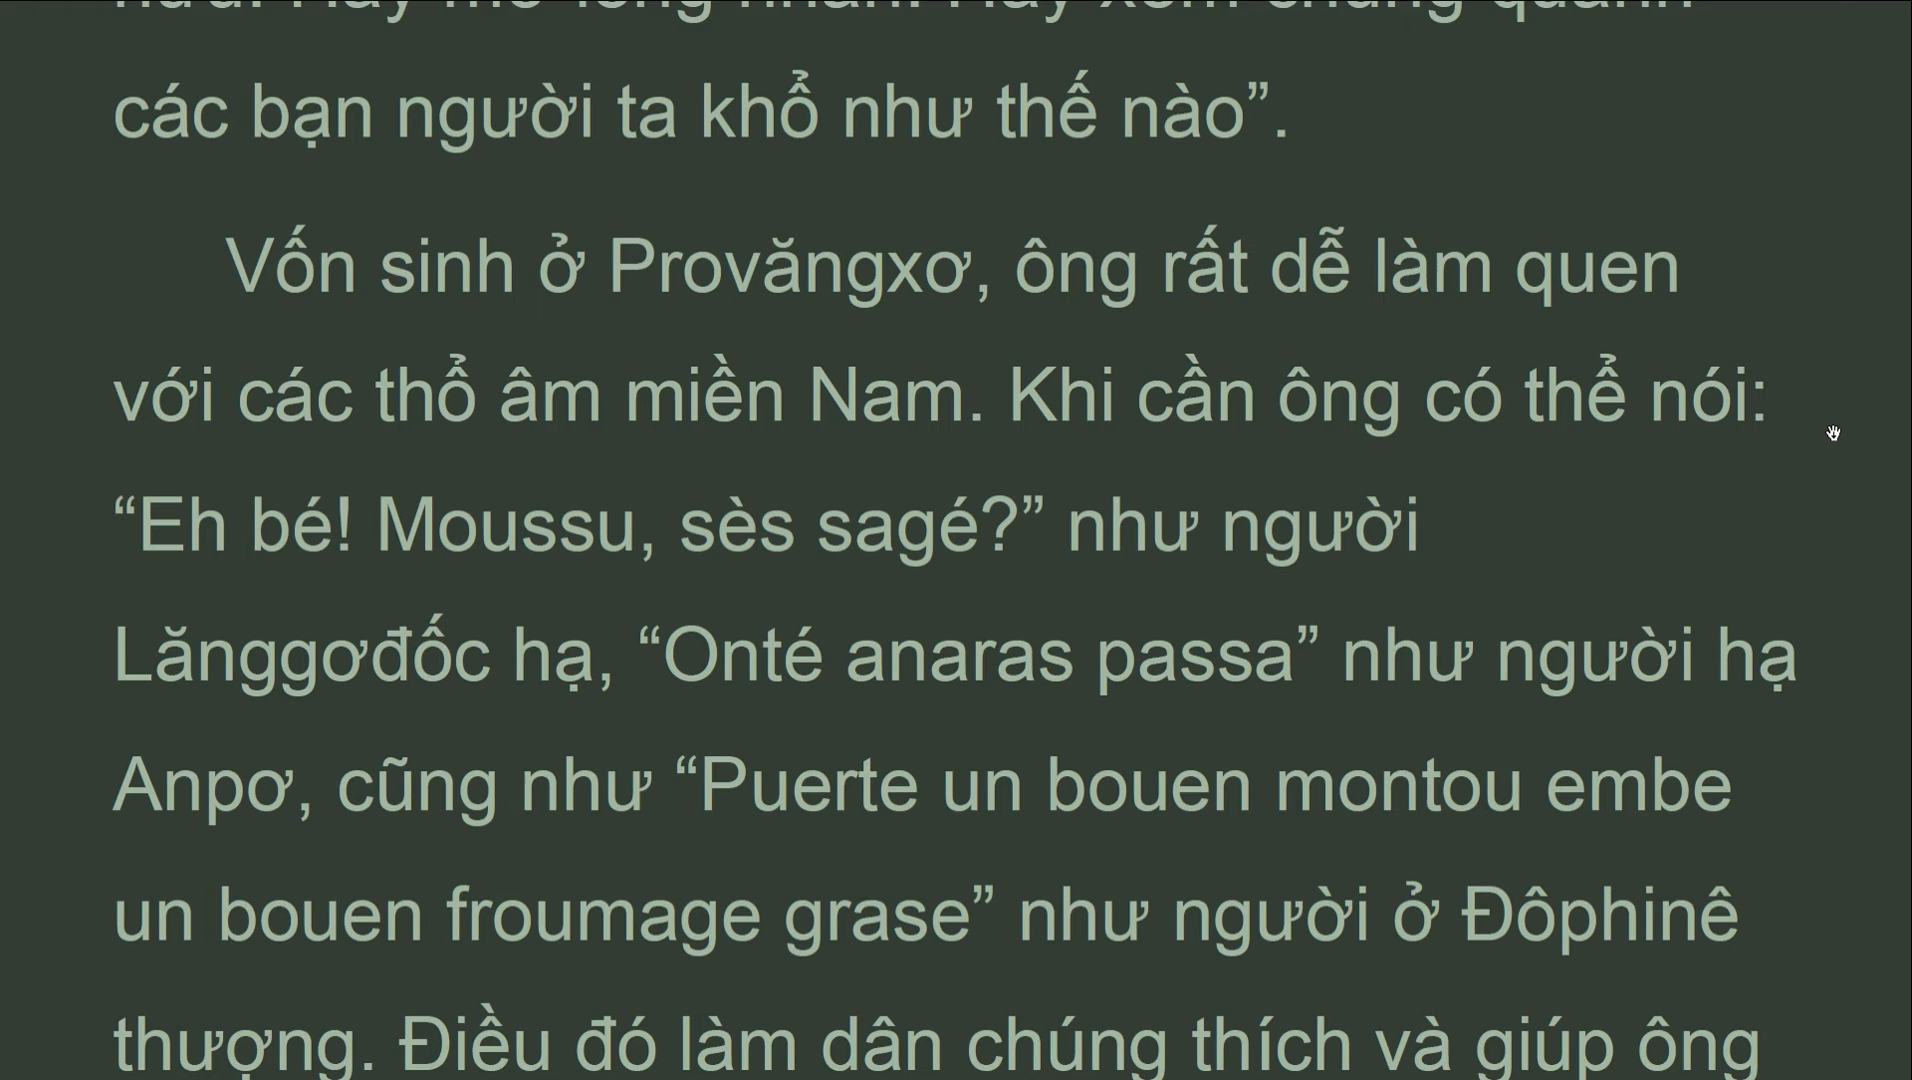 các bạn người ta khổ như thế nào”.
Vốn sinh ở Provăngxơ, ông rất dễ làm quen
với các thổ âm miền Nam. Khi cần ông có thể nói:
“Eh bé! Moussu, sès sagé?” như người
Lănggơđốc hạ, “Onté anaras passa” như người hạ
Anpơ, cũng như “Puerte un bouen montou embe
un bouen froumage grase” như người ở Đôphinê
thượng. Điều đó làm dân chúng thích và giúp ông